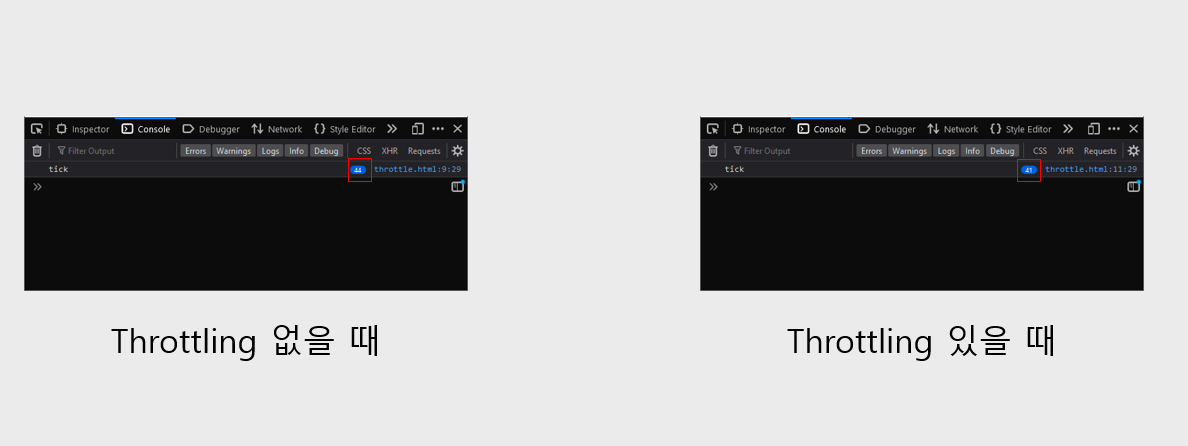 Inspector Console Debugger Network Style Editor
Filter Output Errors Warnings Logs Info Debug CSS XHR Requests
tick 44 throttle.html:9:29
Throttling 없을 때
Inspector Console Debugger Network Style Editor
Filter Output Errors Warnings Logs Info Debug CSS XHR Requests
tick 41 throttle.html:11:29
Throttling 있을 때